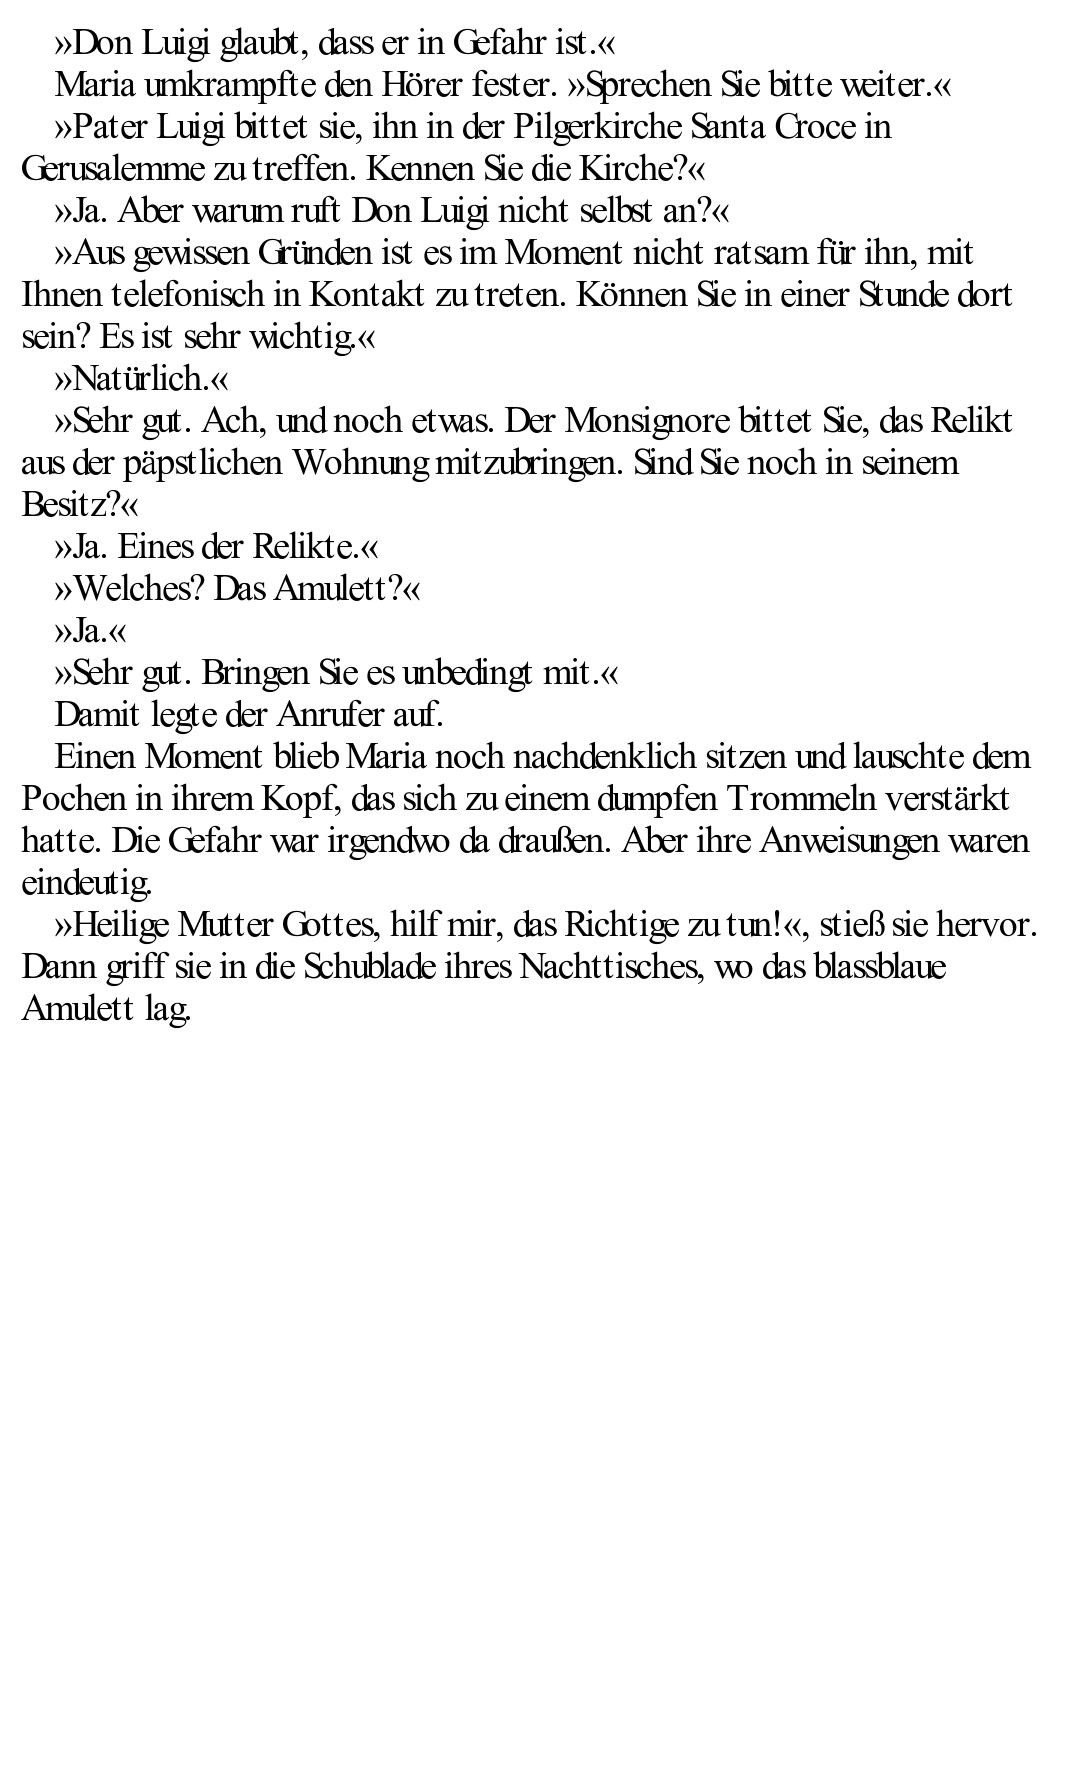 »Don Luigi glaubt, dass er in Gefahr ist.«
Maria umkrampfte den Hörer fester. »Sprechen Sie bitte weiter.«
»Pater Luigi bittet sie, ihn in der Pilgerkirche Santa Croce in
Gerusalemme zu treffen. Kennen Sie die Kirche?«
»Ja. Aber warum ruft Don Luigi nicht selbst an?«
»Aus gewissen Gründen ist es im Moment nicht ratsam für ihn, mit
Ihnen telefonisch in Kontakt zu treten. Können Sie in einer Stunde dort
sein? Es ist sehr wichtig.«
»Natürlich.«
»Sehr gut. Ach, und noch etwas. Der Monsignore bittet Sie, das Relikt
aus der päpstlichen Wohnung mitzubringen. Sind Sie noch in seinem
Besitz?«
»Ja. Eines der Relikte.«
»Welches? Das Amulett?«
»Ja.«
»Sehr gut. Bringen Sie es unbedingt mit.«
Damit legte der Anrufer auf.
Einen Moment blieb Maria noch nachdenklich sitzen und lauschte dem
Pochen in ihrem Kopf, das sich zu einem dumpfen Trommeln verstärkt
hatte. Die Gefahr war irgendwo da draußen. Aber ihre Anweisungen waren
eindeutig.
»Heilige Mutter Gottes, hilf mir, das Richtige zu tun!«, stieß sie hervor.
Dann griff sie in die Schublade ihres Nachttisches, wo das blassblaue
Amulett lag.